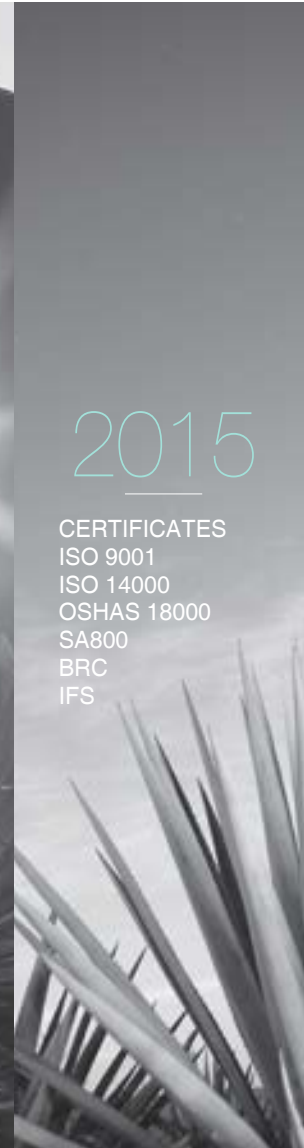 2015
CERTIFICATES
ISO 9001
ISO 14000
OSHAS 18000
SA800
BRC
IFS